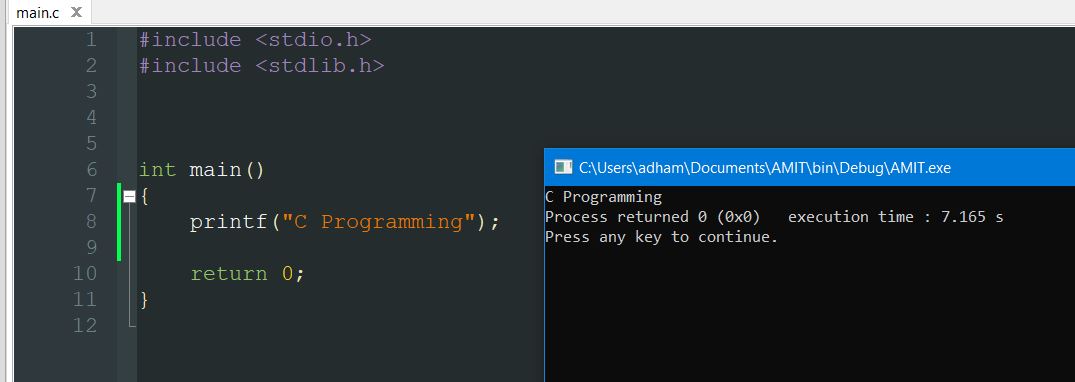 main.c X
1 #include <stdio.h>
2 #include <stdlib.h>
3
4
5
6 int main()
7 {
8     printf("C Programming");
9
10     return 0;
11 }
12
C:\Users\adham\Documents\AMIT\bin\Debug\AMIT.exe
C Programming
Process returned 0 (0x0)   execution time : 7.165 s
Press any key to continue.